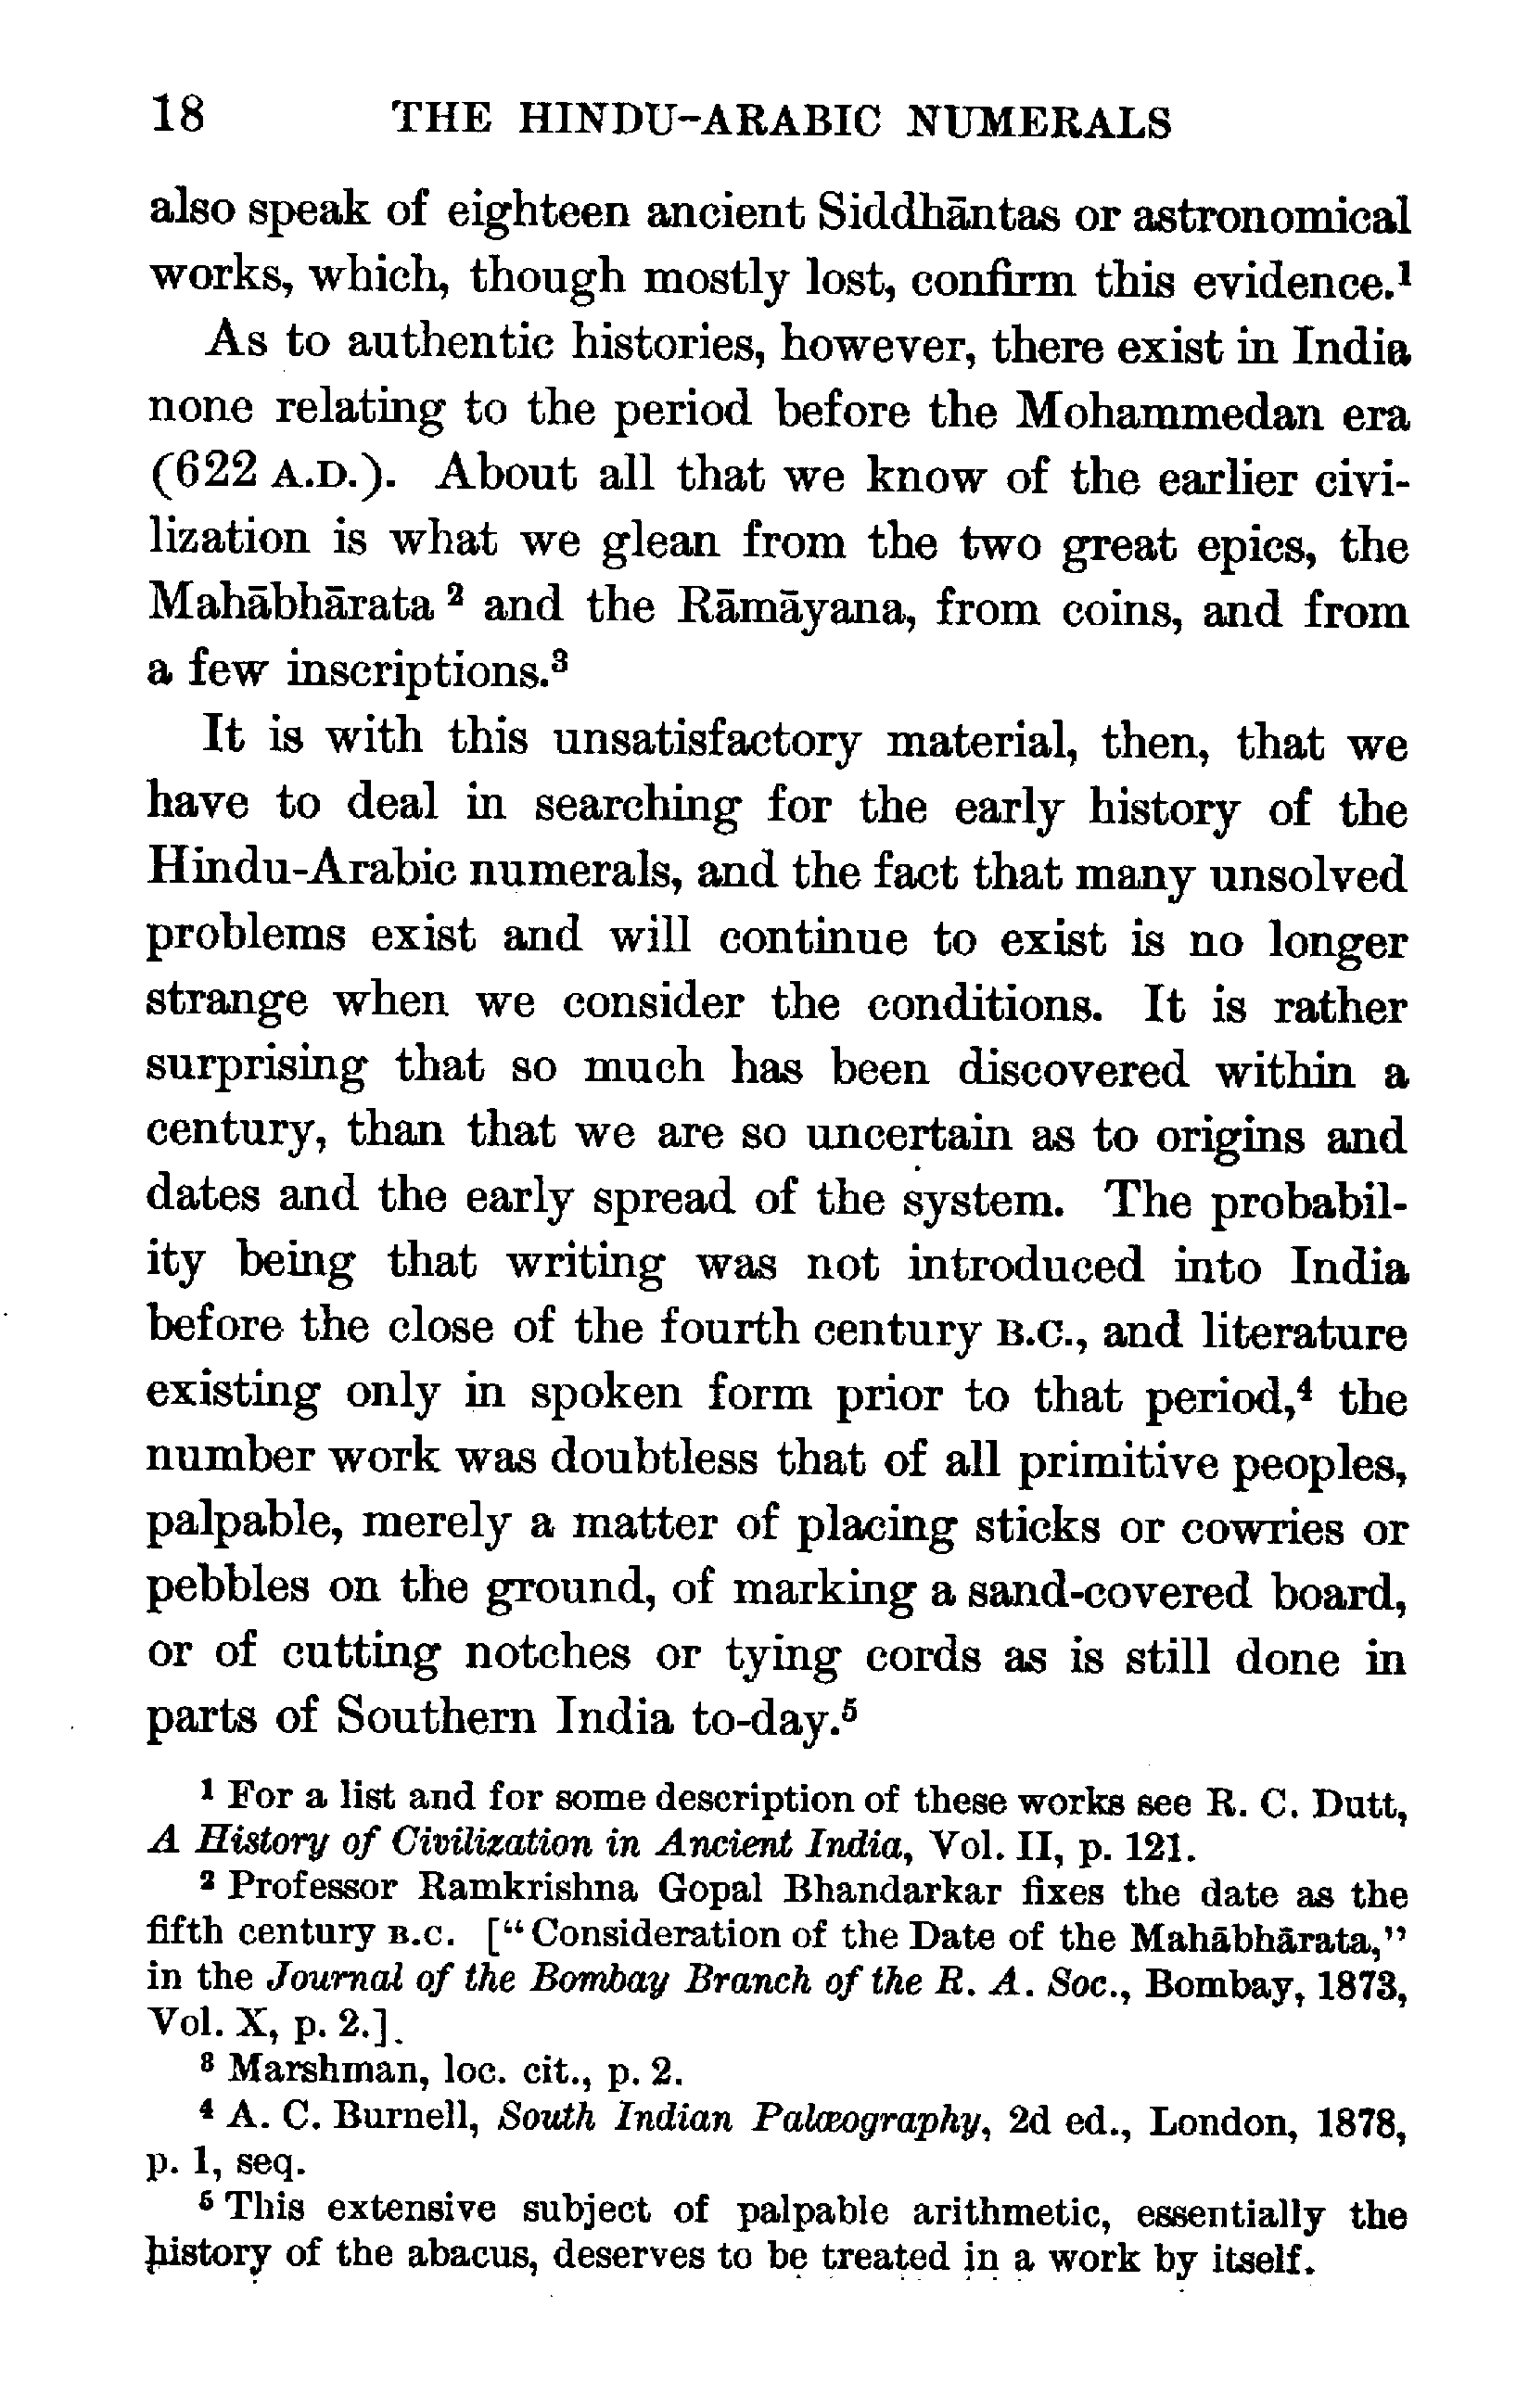 18 THE HINDU-ARABIC NUMERALS
also speak of eighteen ancient Siddhāntas or astronomical
works, which, though mostly lost, confirm this evidence.¹
As to authentic histories, however, there exist in India
none relating to the period before the Mohammedan era
(622 A.D.). About all that we know of the earlier civi-
lization is what we glean from the two great epics, the
Mahābhārata ² and the Rāmāyana, from coins, and from
a few inscriptions.³
It is with this unsatisfactory material, then, that we
have to deal in searching for the early history of the
Hindu-Arabic numerals, and the fact that many unsolved
problems exist and will continue to exist is no longer
strange when we consider the conditions. It is rather
surprising that so much has been discovered within a
century, than that we are so uncertain as to origins and
dates and the early spread of the system. The probabil-
ity being that writing was not introduced into India
before the close of the fourth century B.C., and literature
existing only in spoken form prior to that period,⁴ the
number work was doubtless that of all primitive peoples,
palpable, merely a matter of placing sticks or cowries or
pebbles on the ground, of marking a sand-covered board,
or of cutting notches or tying cords as is still done in
parts of Southern India to-day.⁵
¹ For a list and for some description of these works see R. C. Dutt,
A History of Civilization in Ancient India, Vol. II, p. 121.
² Professor Ramkrishna Gopal Bhandarkar fixes the date as the
fifth century B.C. ["Consideration of the Date of the Mahābhārata,"
in the Journal of the Bombay Branch of the R. A. Soc., Bombay, 1873,
Vol. X, p. 2.].
³ Marshman, loc. cit., p. 2.
⁴ A. C. Burnell, South Indian Palæography, 2d ed., London, 1878,
p. 1, seq.
⁵ This extensive subject of palpable arithmetic, essentially the
history of the abacus, deserves to be treated in a work by itself.